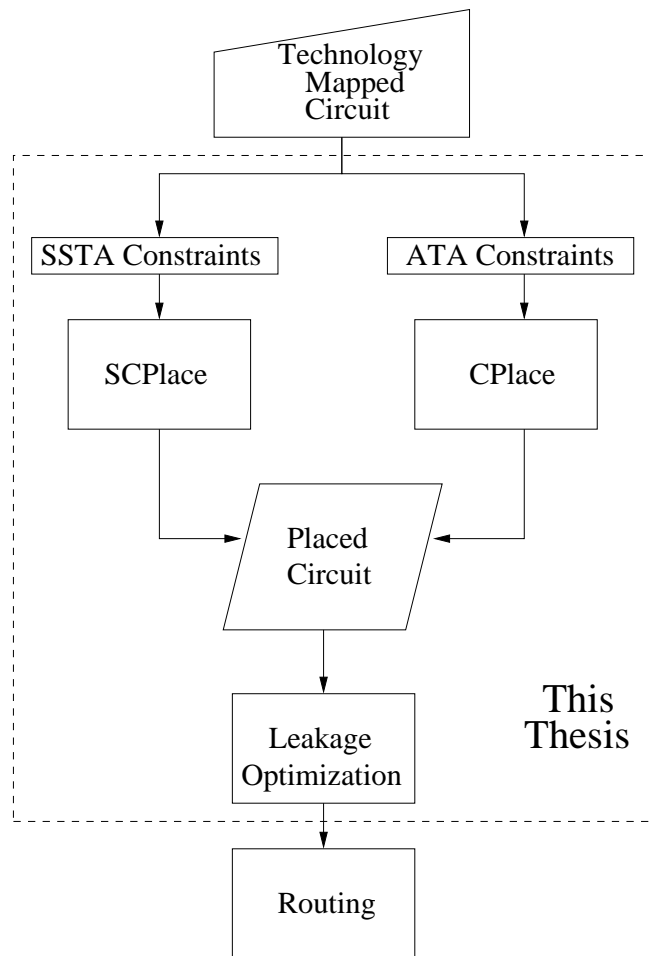 Technology
Mapped
Circuit
SSTA Constraints
ATA Constraints
SCPlace
CPlace
Placed
Circuit
This
Thesis
Leakage
Optimization
Routing